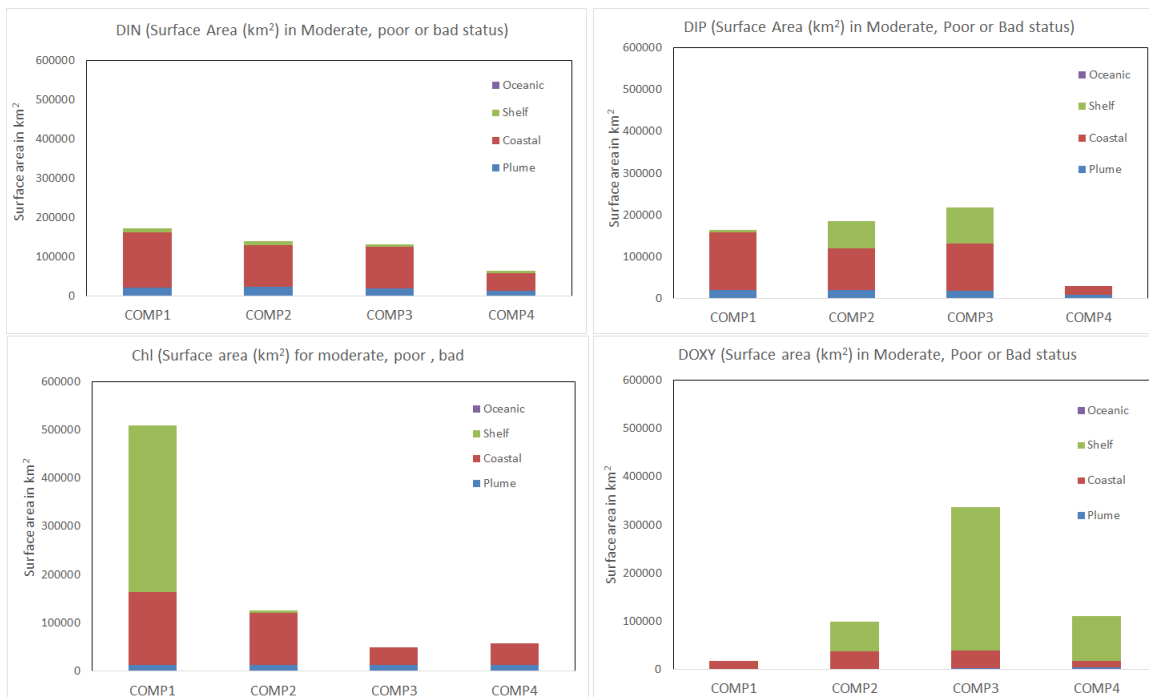 DIN (Surface Area (km²) in Moderate, poor or bad status)
Surface area in km²
600000
500000
400000
300000
200000
100000
0
Oceanic
Shelf
Coastal
Plume
COMP1 COMP2 COMP3 COMP4
DIP (Surface Area (km²) in Moderate, Poor or Bad Status)
Surface area in km²
600000
500000
400000
300000
200000
100000
0
Oceanic
Shelf
Coastal
Plume
COMP1 COMP2 COMP3 COMP4
Chl (Surface area (km²) for moderate, poor , bad
Surface area in km²
600000
500000
400000
300000
200000
100000
0
Oceanic
Shelf
Coastal
Plume
COMP1 COMP2 COMP3 COMP4
DOXY (Surface area (km²) in Moderate, Poor or Bad status
Surface area in km²
600000
500000
400000
300000
200000
100000
0
Oceanic
Shelf
Coastal
Plume
COMP1 COMP2 COMP3 COMP4